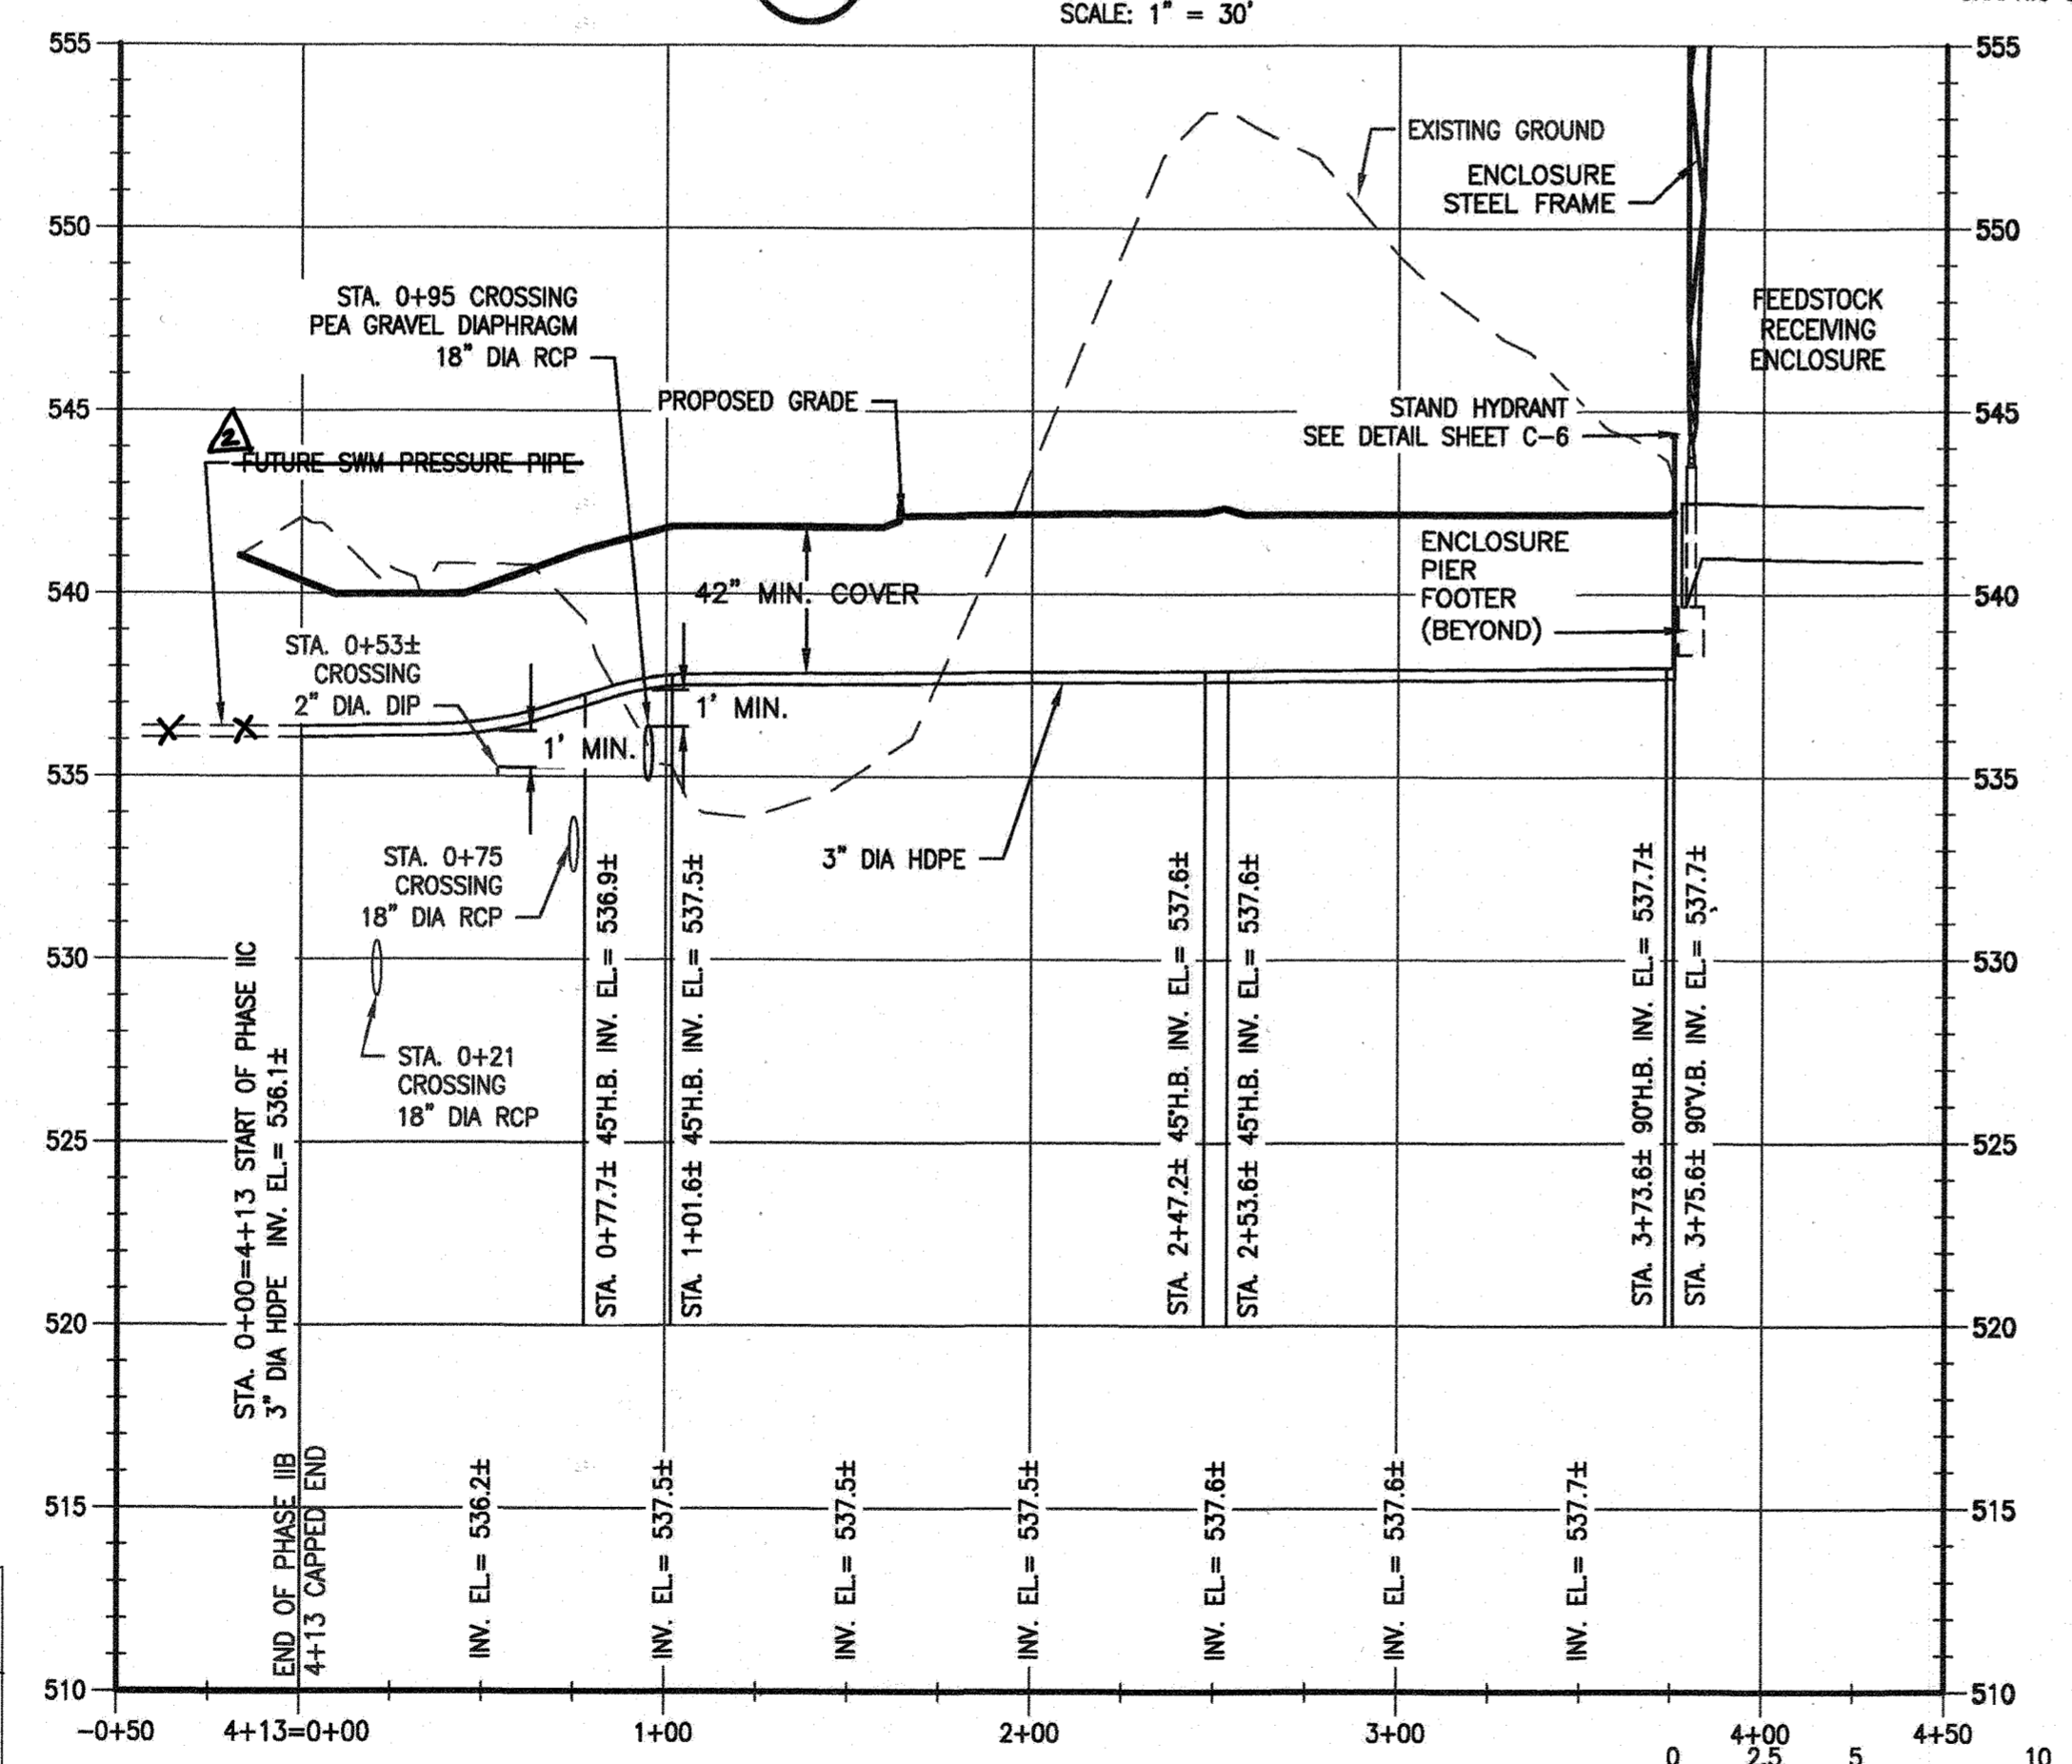 SCALE: 1" = 30'
555
555
EXISTING GROUND
ENCLOSURE
STEEL FRAME
550
550
STA. 0+95 CROSSING
PEA GRAVEL DIAPHRAGM
18" DIA RCP
FEEDSTOCK
RECEIVING
ENCLOSURE
PROPOSED GRADE
STAND HYDRANT
SEE DETAIL SHEET C-6
545
545
2
FUTURE SWM PRESSURE PIPE
ENCLOSURE
PIER
FOOTER
(BEYOND)
42" MIN. COVER
540
540
STA. 0+53±
CROSSING
2" DIA. DIP
1' MIN.
1' MIN.
535
535
STA. 0+75
CROSSING
18" DIA RCP
3" DIA HDPE
530
530
STA. 0+21
CROSSING
18" DIA RCP
525
525
520
520
STA. 0+00=4+13 START OF PHASE IIC
3" DIA HDPE INV. EL.= 536.1±
STA. 0+77.7± 45°H.B. INV. EL.= 536.9±
STA. 1+01.6± 45°H.B. INV. EL.= 537.5±
STA. 2+47.2± 45°H.B. INV. EL.= 537.6±
STA. 2+53.6± 45°H.B. INV. EL.= 537.6±
STA. 3+73.6± 90°H.B. INV. EL.= 537.7±
STA. 3+75.6± 90°V.B. INV. EL.= 537.7±
515
515
END OF PHASE IIB
4+13 CAPPED END
INV. EL.= 536.2±
INV. EL.= 537.5±
INV. EL.= 537.5±
INV. EL.= 537.5±
INV. EL.= 537.6±
INV. EL.= 537.6±
INV. EL.= 537.7±
510
510
-0+50
4+13=0+00
1+00
2+00
3+00
4+00
4+50
0
2.5
5
10